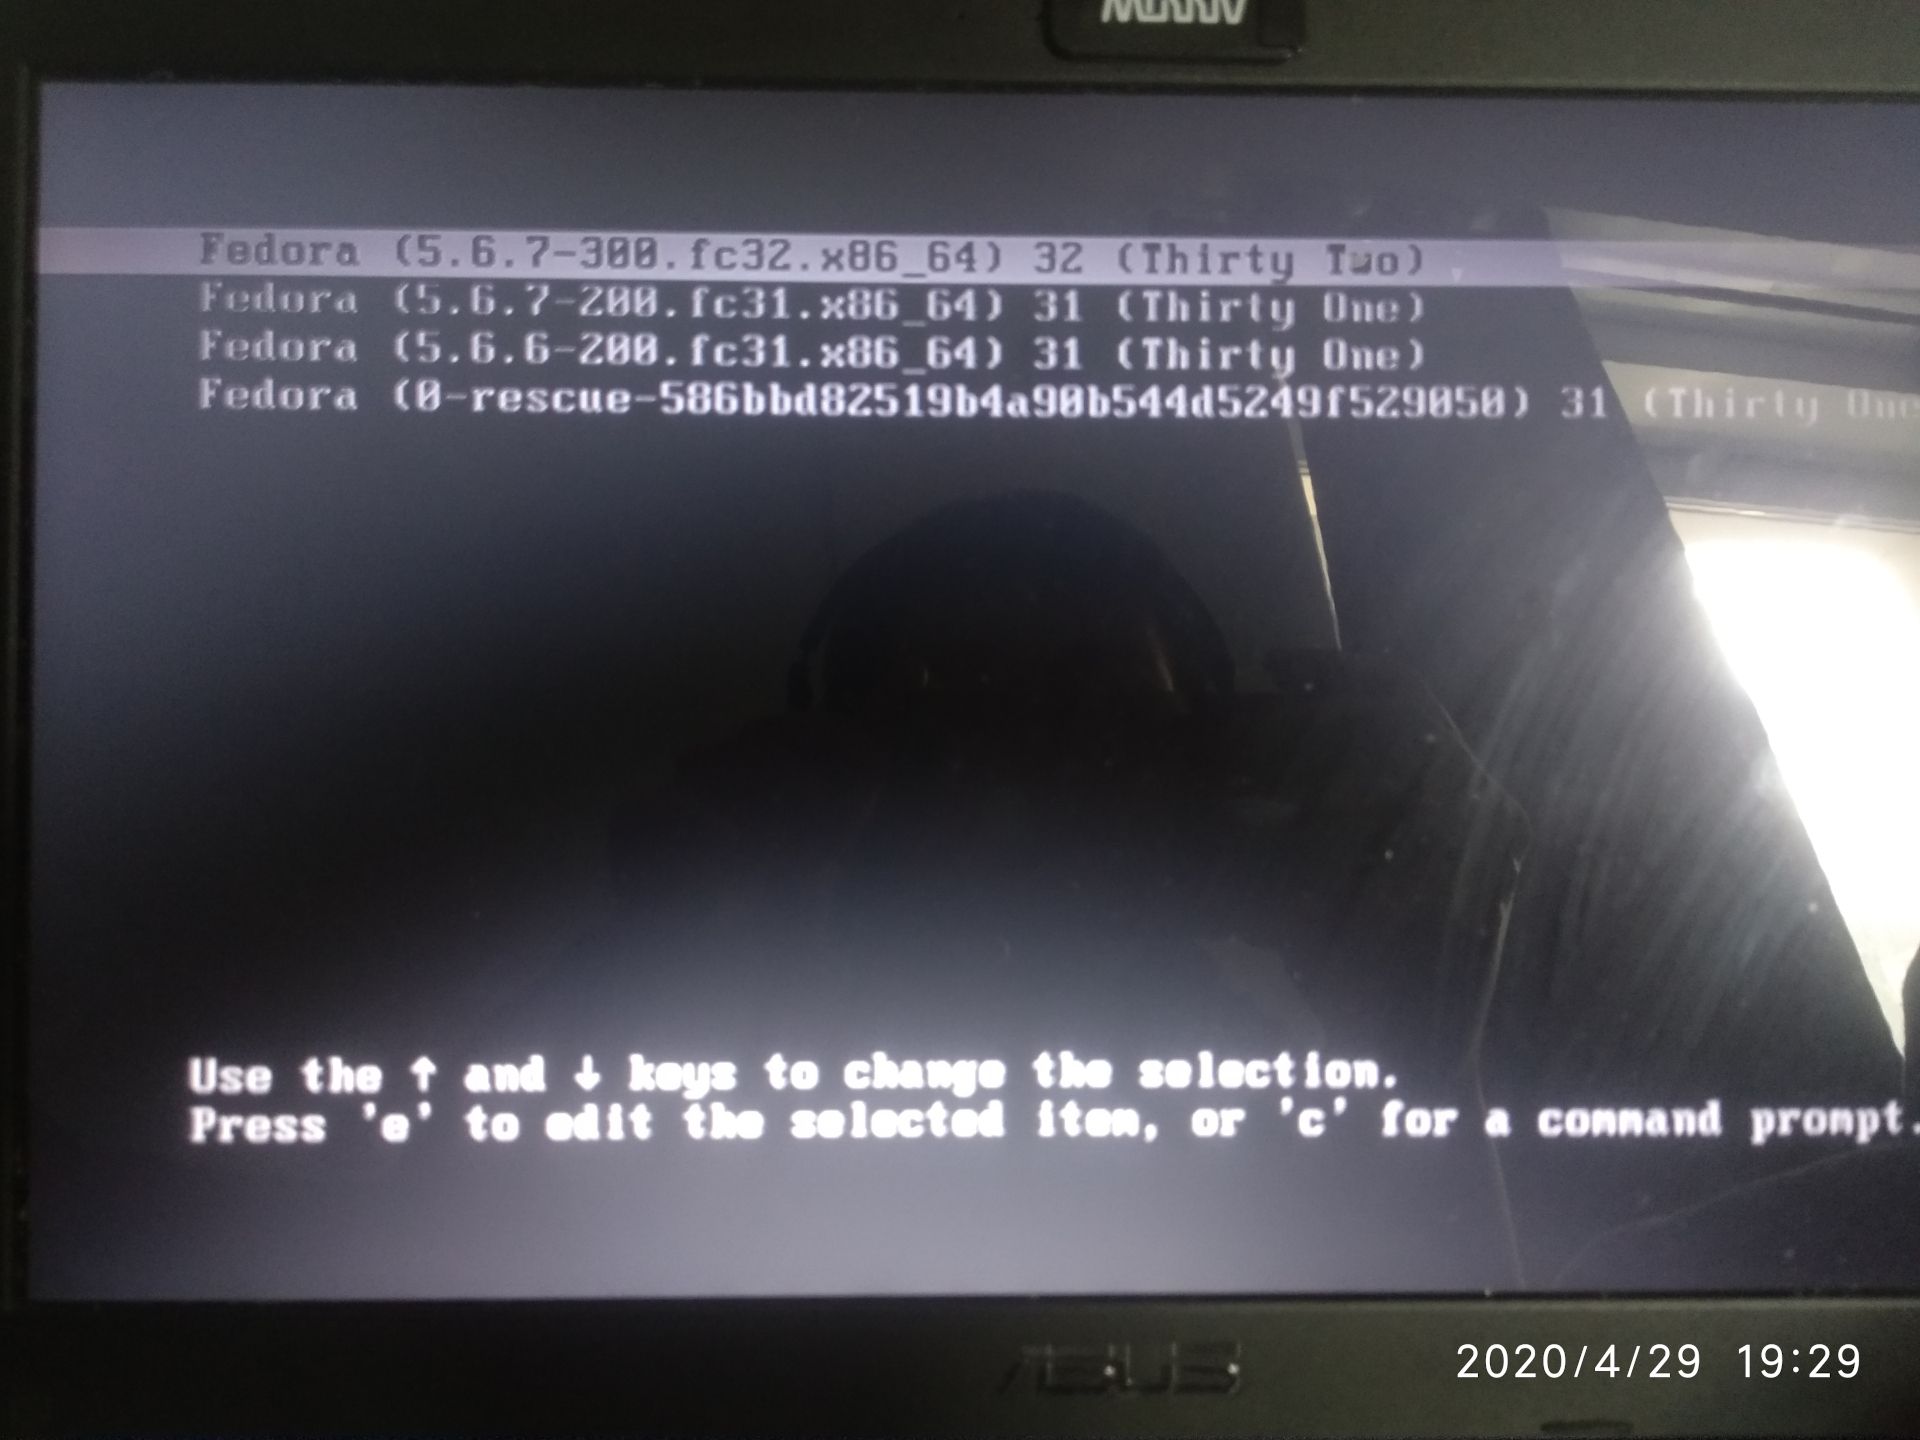 Fedora (5.6.7-300.fc32.x86_64) 32 (Thirty Two)
Fedora (5.6.7-200.fc31.x86_64) 31 (Thirty One)
Fedora (5.6.6-200.fc31.x86_64) 31 (Thirty One)
Fedora (0-rescue-586bbd82519b4a90b544d5249f529050) 31 (Thirty One
Use the ↑ and ↓ keys to change the selection.
Press 'e' to edit the selected item, or 'c' for a command prompt.
ASUS
2020/4/29 19:29